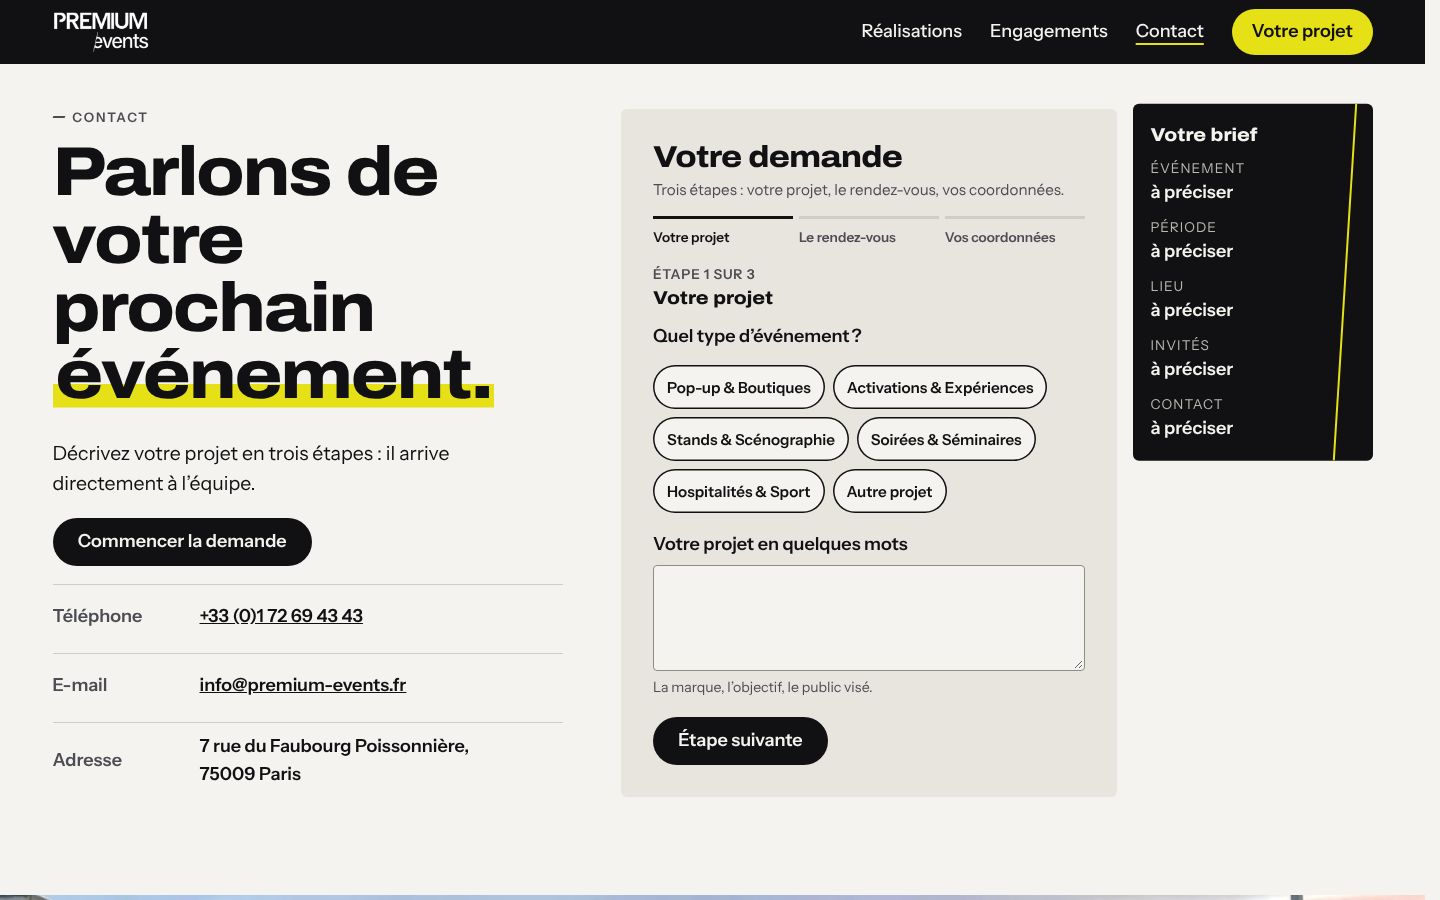 PREMIUM
events
Réalisations
Engagements
Contact
Votre projet
— CONTACT
Parlons de
votre
prochain
événement.
Décrivez votre projet en trois étapes : il arrive
directement à l’équipe.
Commencer la demande
Téléphone
+33 (0)1 72 69 43 43
E-mail
info@premium-events.fr
Adresse
7 rue du Faubourg Poissonnière,
75009 Paris
Votre demande
Trois étapes : votre projet, le rendez-vous, vos coordonnées.
Votre projet
Le rendez-vous
Vos coordonnées
ÉTAPE 1 SUR 3
Votre projet
Quel type d’événement ?
Pop-up & Boutiques
Activations & Expériences
Stands & Scénographie
Soirées & Séminaires
Hospitalités & Sport
Autre projet
Votre projet en quelques mots
La marque, l’objectif, le public visé.
Étape suivante
Votre brief
ÉVÉNEMENT
à préciser
PÉRIODE
à préciser
LIEU
à préciser
INVITÉS
à préciser
CONTACT
à préciser